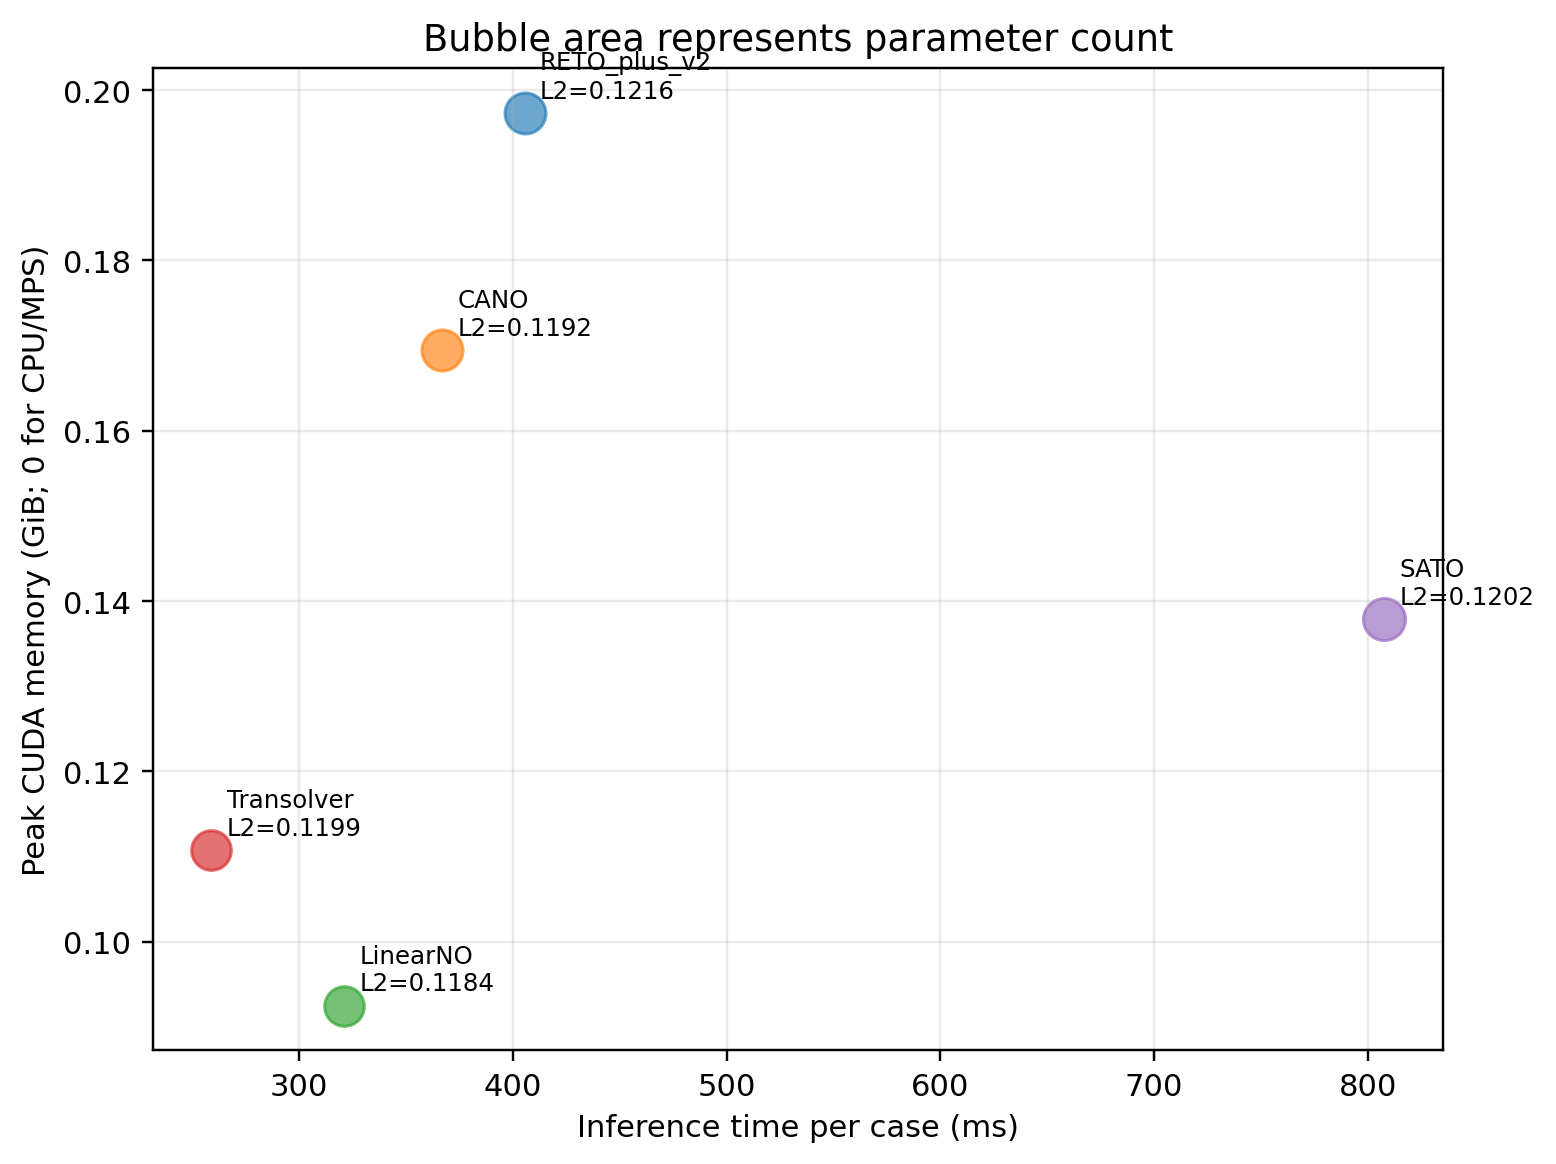 Bubble area represents parameter count
RETO_plus_v2
L2=0.1216
0.20
0.18
CANO
L2=0.1192
0.16
SATO
L2=0.1202
0.14
0.12
Transolver
L2=0.1199
0.10
LinearNO
L2=0.1184
Peak CUDA memory (GiB; 0 for CPU/MPS)
300 400 500 600 700 800
Inference time per case (ms)